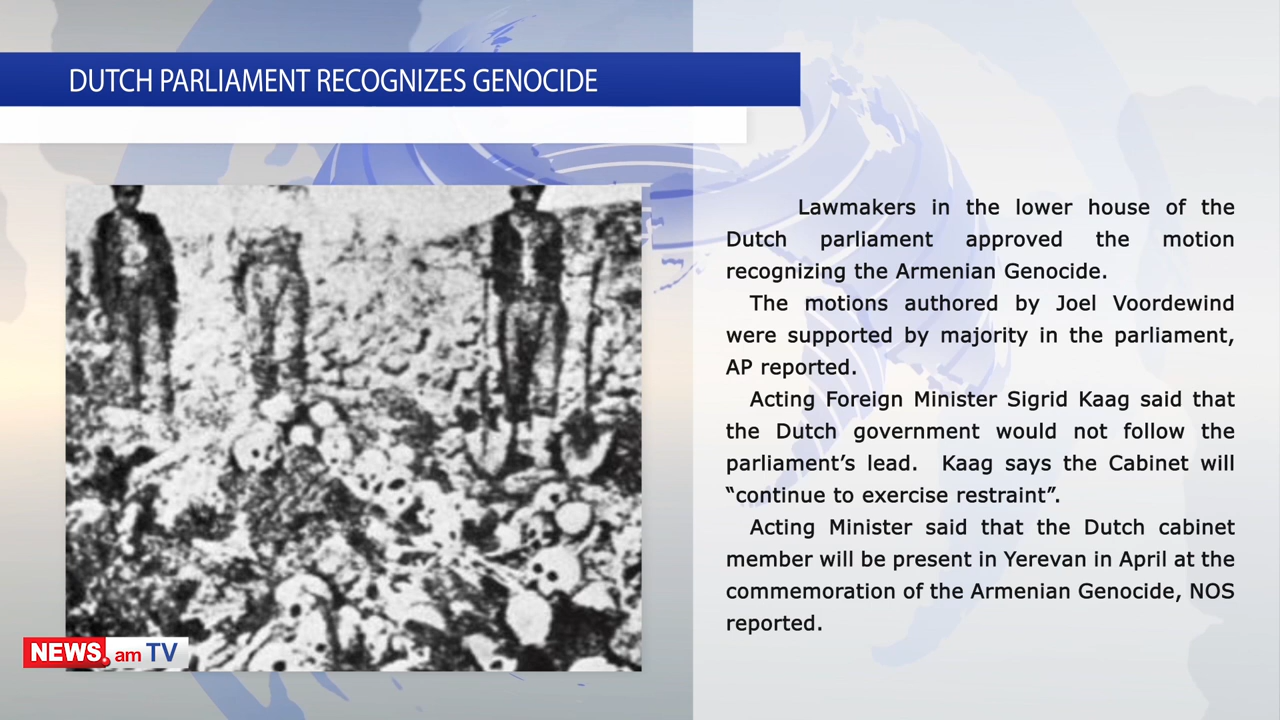 DUTCH PARLIAMENT RECOGNIZES GENOCIDE
Lawmakers in the lower house of the
Dutch parliament approved the motion
recognizing the Armenian Genocide.
The motions authored by Joel Voordewind
were supported by majority in the parliament,
AP reported.
Acting Foreign Minister Sigrid Kaag said that
the Dutch government would not follow the
parliament’s lead. Kaag says the Cabinet will
“continue to exercise restraint”.
Acting Minister said that the Dutch cabinet
member will be present in Yerevan in April at the
commemoration of the Armenian Genocide, NOS
reported.
NEWS.am TV